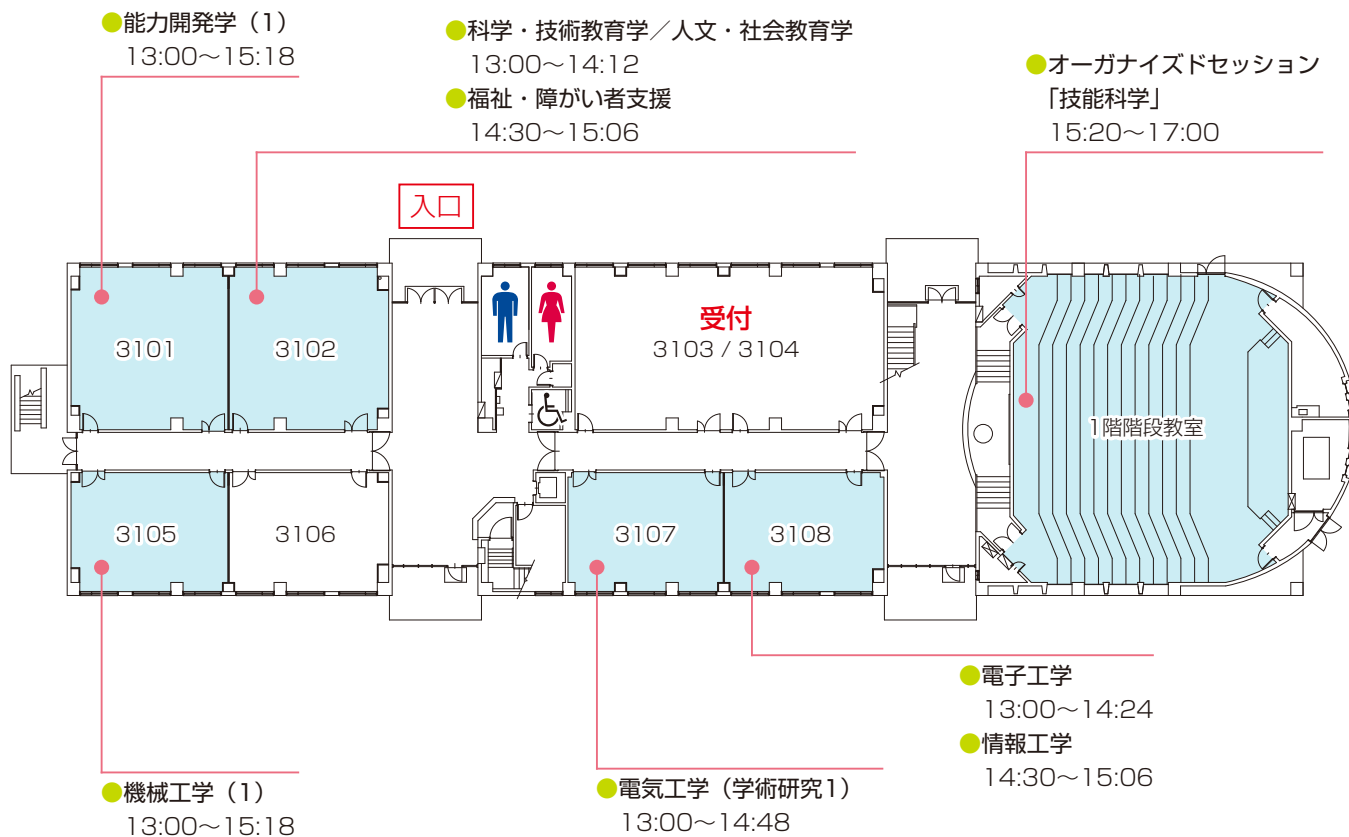 ●能力開発学（1）
13:00～15:18
●科学・技術教育学／人文・社会教育学
13:00～14:12
●福祉・障がい者支援
14:30～15:06
●オーガナイズドセッション
「技能科学」
15:20～17:00
入口
3101
3102
受付
3103 / 3104
1階階段教室
3105
3106
3107
3108
●機械工学（1）
13:00～15:18
●電気工学（学術研究1）
13:00～14:48
●電子工学
13:00～14:24
●情報工学
14:30～15:06